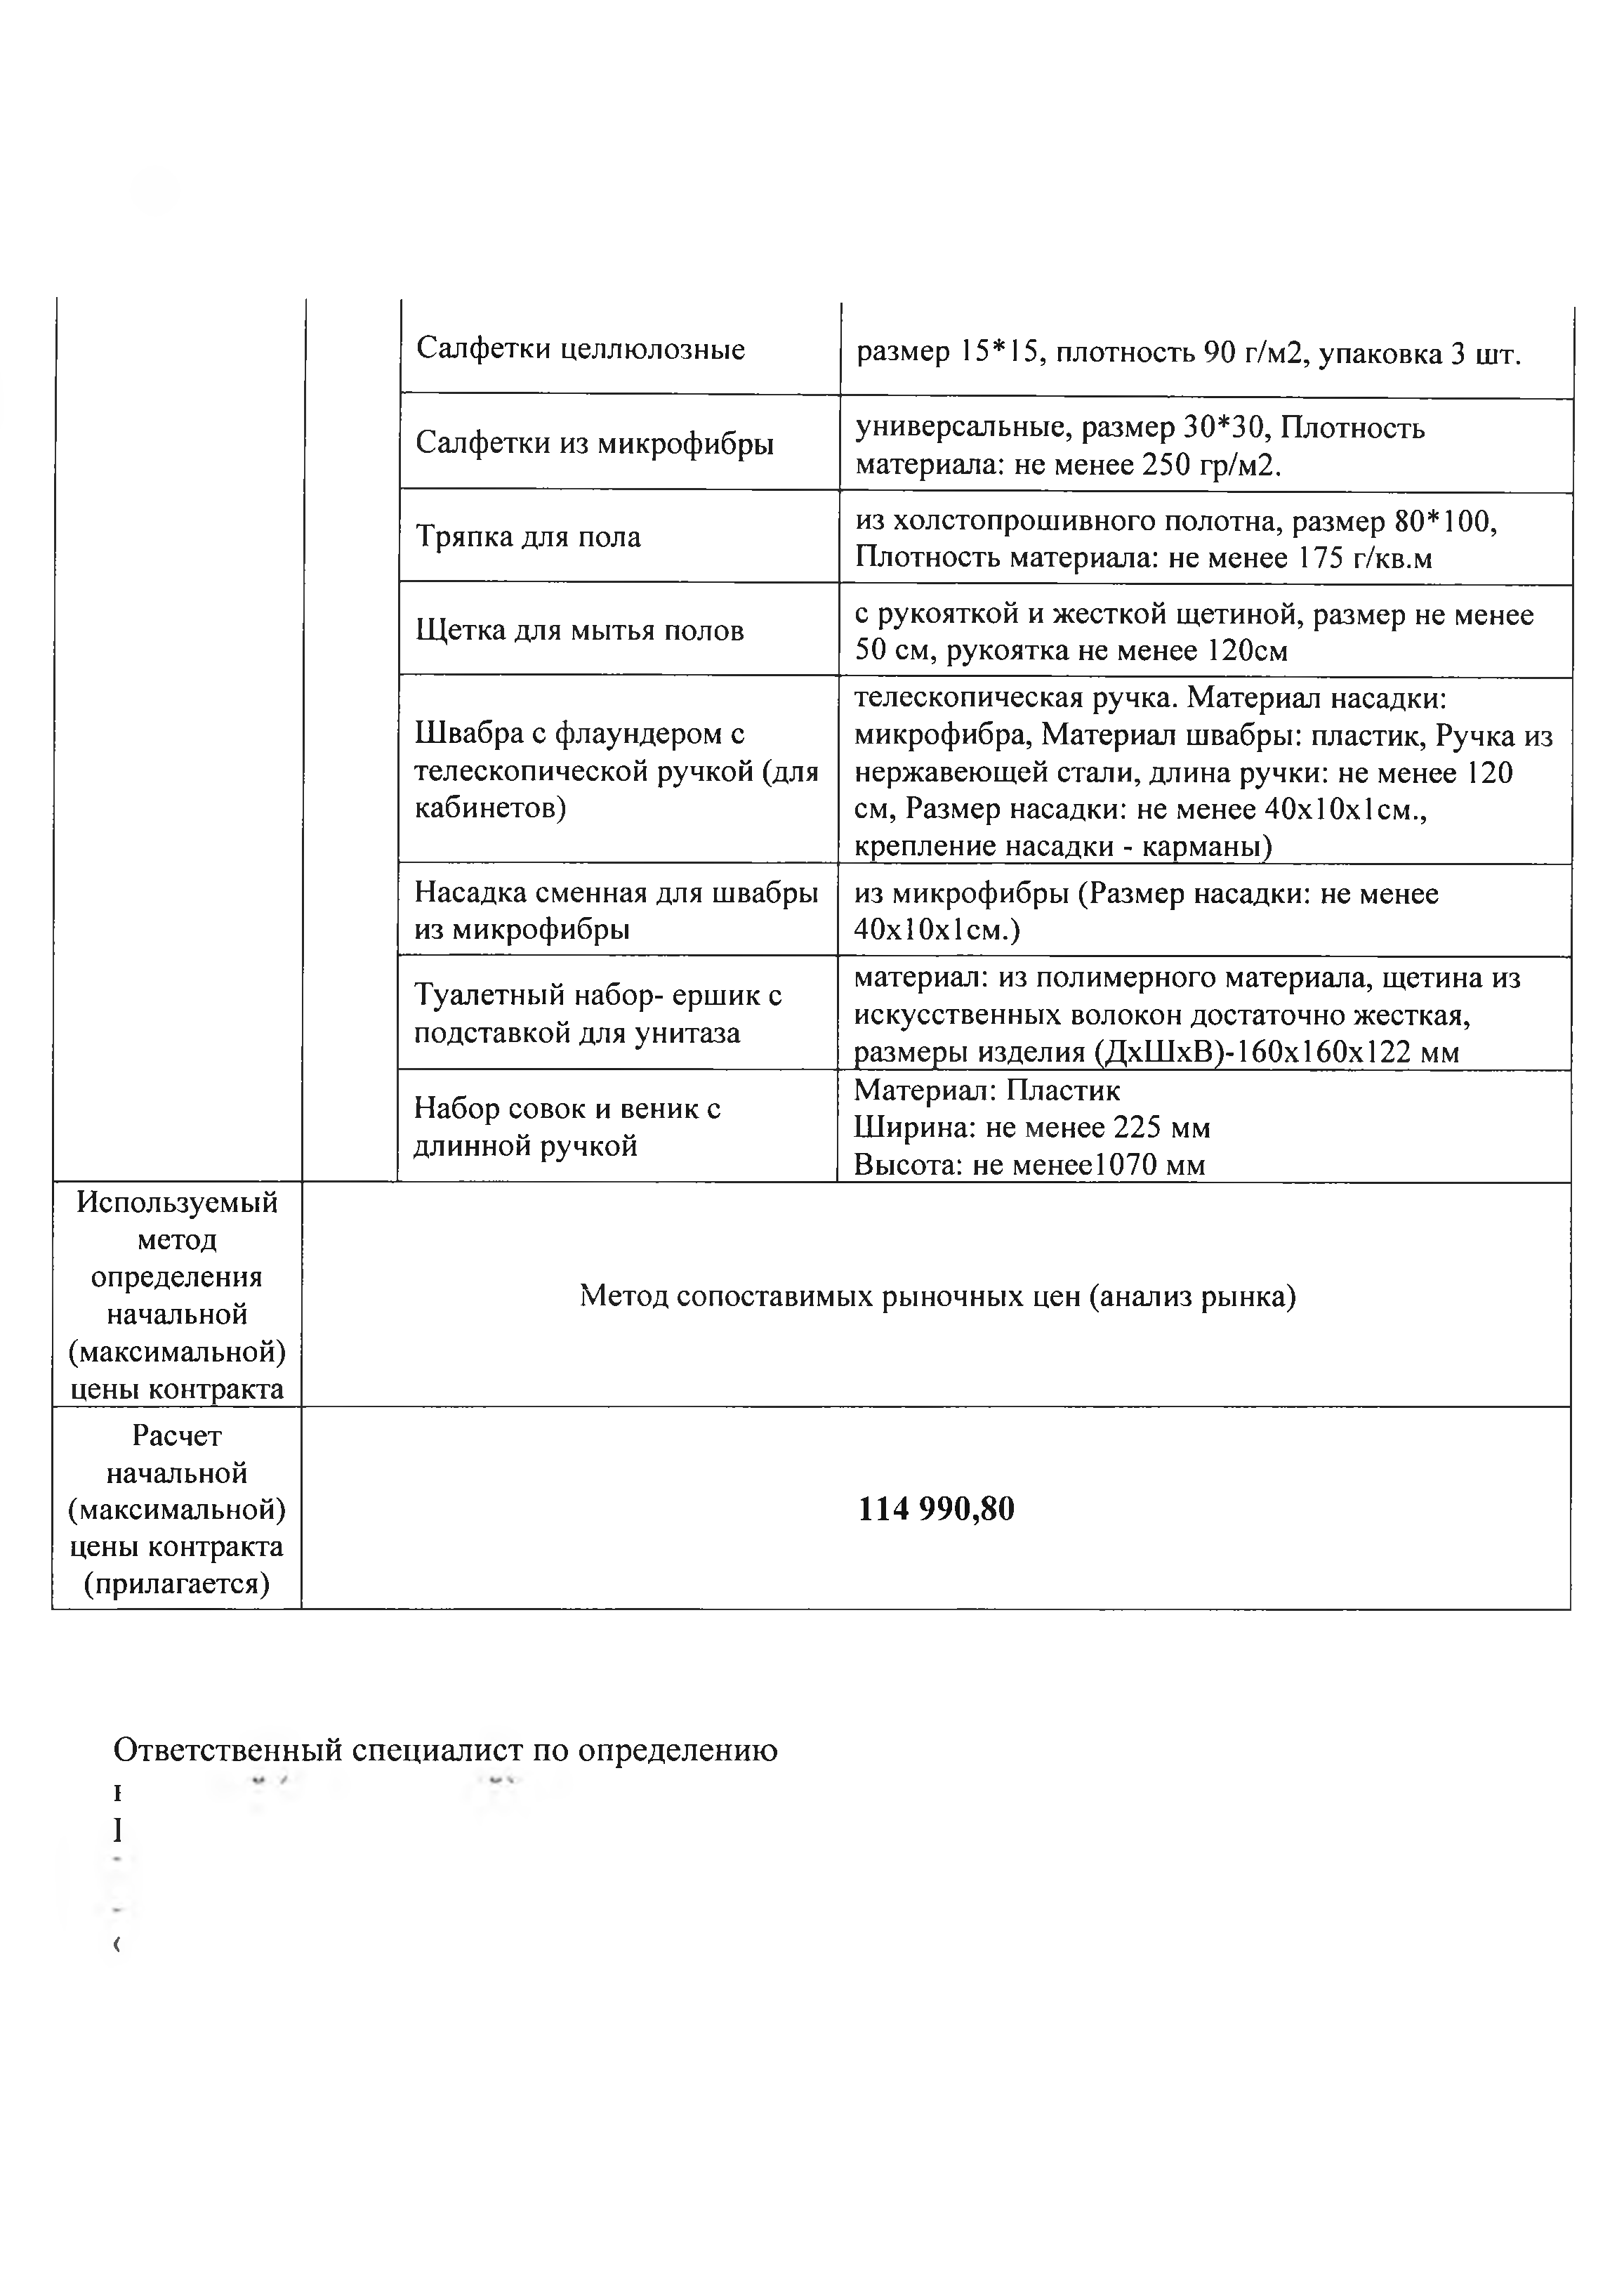 Салфетки целлюлозные
размер 15*15, плотность 90 г/м2, упаковка 3 шт.
Салфетки из микрофибры
универсальные, размер 30*30, Плотность
материала: не менее 250 гр/м2.
Тряпка для пола
из холстопрошивного полотна, размер 80*100,
Плотность материала: не менее 175 г/кв.м
Щетка для мытья полов
с рукояткой и жесткой щетиной, размер не менее
50 см, рукоятка не менее 120см
Швабра с флаундером с
телескопической ручкой (для
кабинетов)
телескопическая ручка. Материал насадки:
микрофибра, Материал швабры: пластик, Ручка из
нержавеющей стали, длина ручки: не менее 120
см, Размер насадки: не менее 40х10х1см.,
крепление насадки - карманы)
Насадка сменная для швабры
из микрофибры
из микрофибры (Размер насадки: не менее
40х10х1см.)
Туалетный набор- ершик с
подставкой для унитаза
материал: из полимерного материала, щетина из
искусственных волокон достаточно жесткая,
размеры изделия (ДхШхВ)-160х160х122 мм
Набор совок и веник с
длинной ручкой
Материал: Пластик
Ширина: не менее 225 мм
Высота: не менее1070 мм
Используемый
метод
определения
начальной
(максимальной)
цены контракта
Метод сопоставимых рыночных цен (анализ рынка)
Расчет
начальной
(максимальной)
цены контракта
(прилагается)
114 990,80
Ответственный специалист по определению